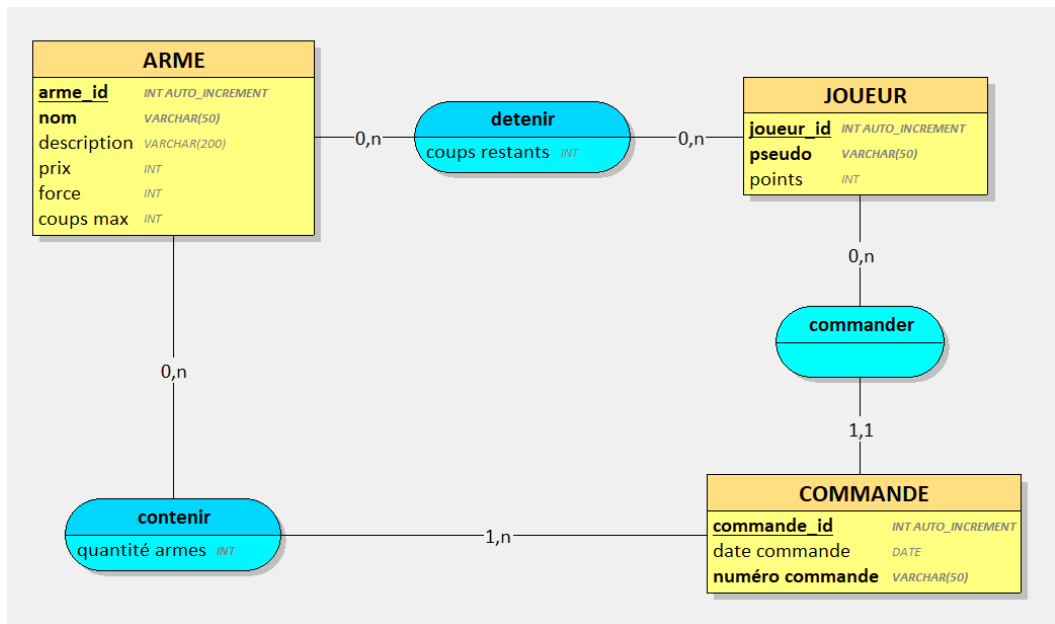 ARME
arme_id INT AUTO_INCREMENT
nom VARCHAR(50)
description VARCHAR(200)
prix INT
force INT
coups max INT
0,n
detenir
coups restants INT
0,n
JOUEUR
joueur_id INT AUTO_INCREMENT
pseudo VARCHAR(50)
points INT
0,n
commander
1,1
0,n
contenir
quantité armes INT
1,n
COMMANDE
commande_id INT AUTO_INCREMENT
date commande DATE
numéro commande VARCHAR(50)